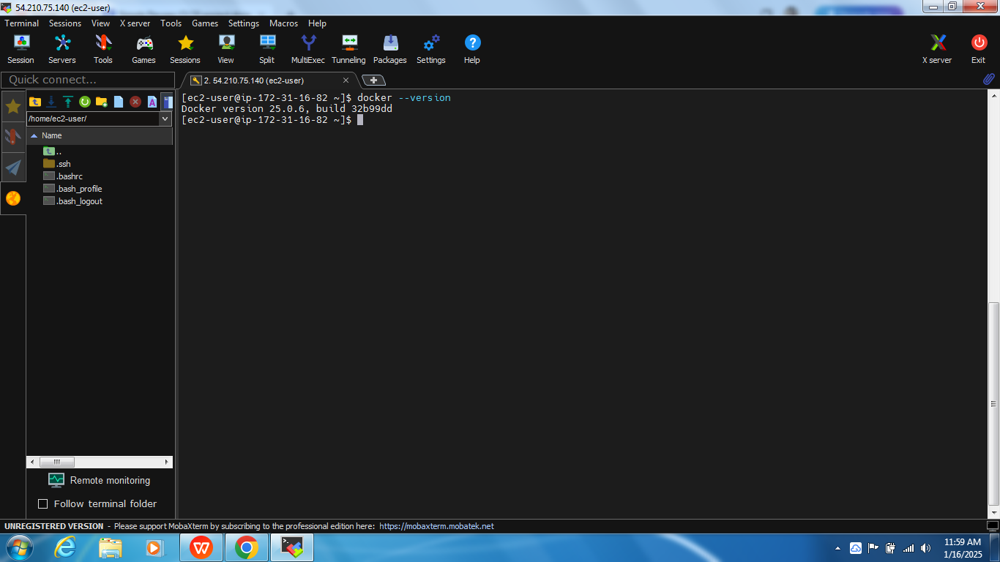 54.210.75.140 (ec2-user)
Terminal Sessions View X server Tools Games Settings Macros Help
Session Servers Tools Games Sessions View Split MultiExec Tunneling Packages Settings Help X server Exit
Quick connect...
2. 54.210.75.140 (ec2-user)
/home/ec2-user/
Name
..
.ssh
.bashrc
.bash_profile
.bash_logout
[ec2-user@ip-172-31-16-82 ~]$ docker --version
Docker version 25.0.6, build 32b99dd
[ec2-user@ip-172-31-16-82 ~]$
Remote monitoring
Follow terminal folder
UNREGISTERED VERSION - Please support MobaXterm by subscribing to the professional edition here: https://mobaxterm.mobatek.net
11:59 AM
1/16/2025